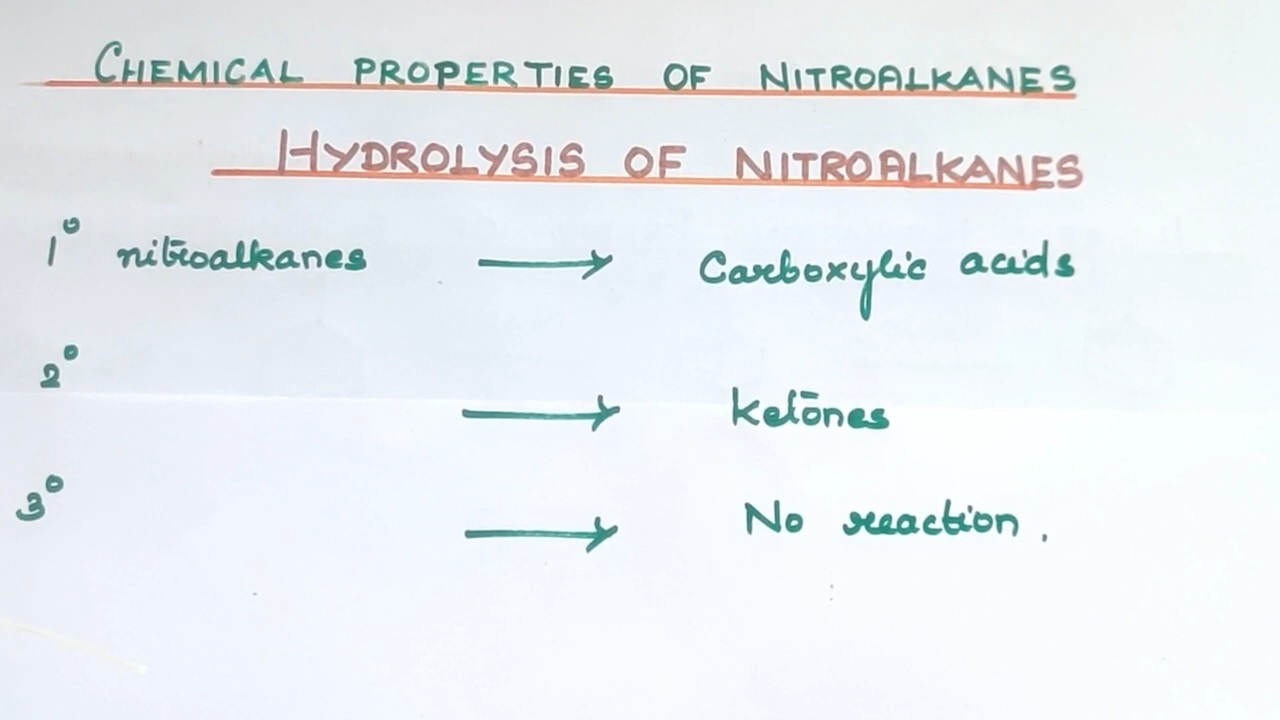 CHEMICAL PROPERTIES OF NITROALKANES
HYDROLYSIS OF NITROALKANES
1° nitroalkanes → Carboxylic acids
2° → ketones
3° → No reaction.